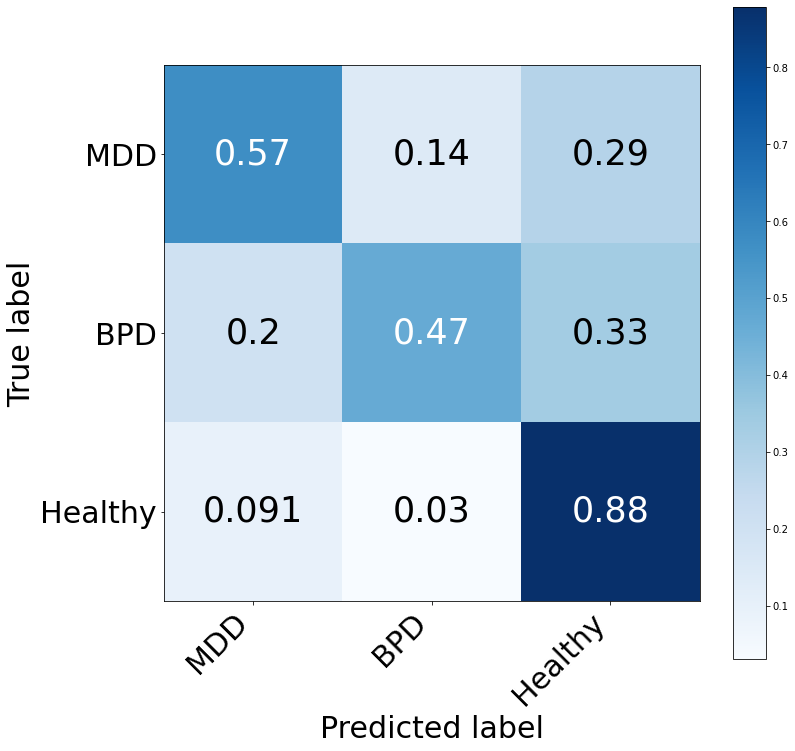 MDD 0.57 0.14 0.29
BPD 0.2 0.47 0.33
Healthy 0.091 0.03 0.88
MDD BPD Healthy
True label
Predicted label
0.8
0.7
0.6
0.5
0.4
0.3
0.2
0.1